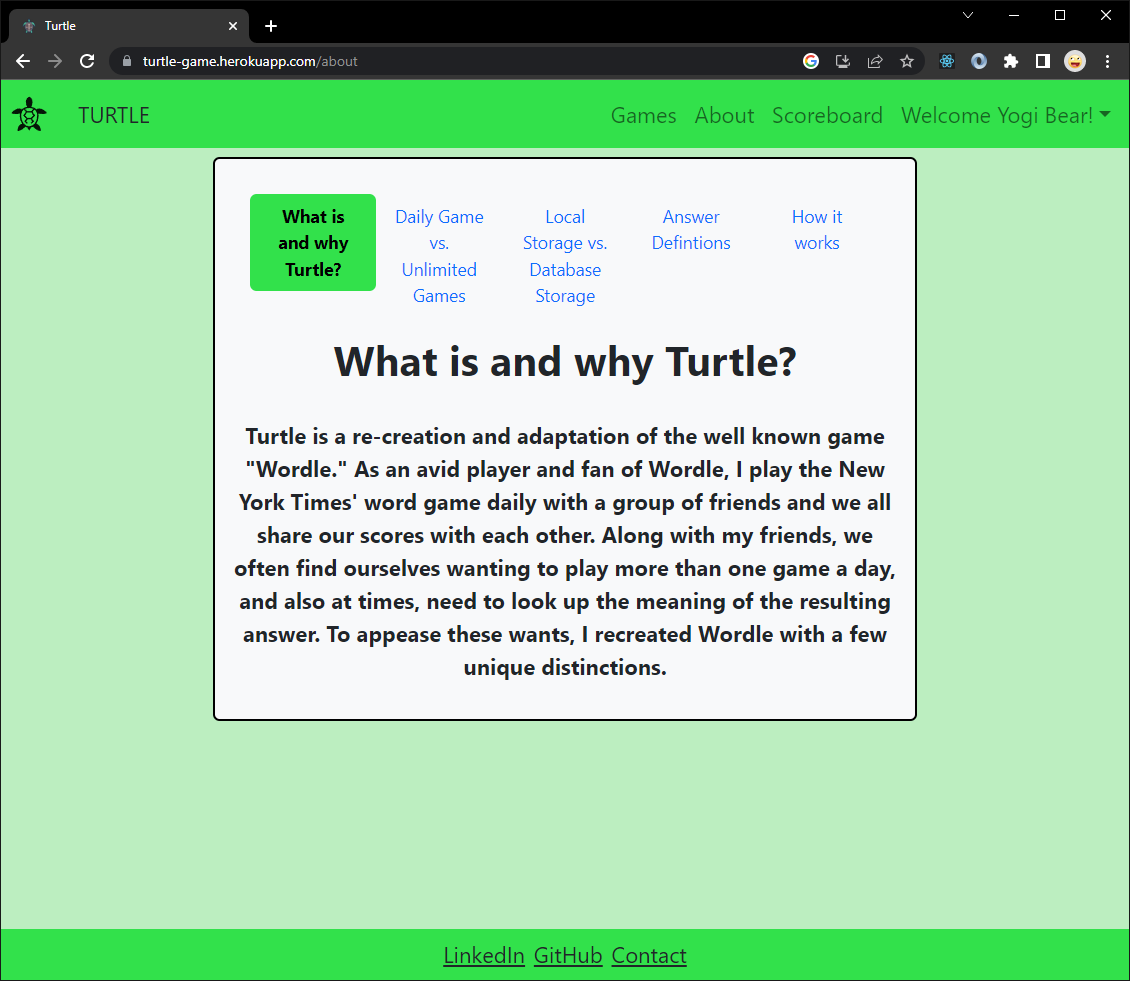 Turtle
turtle-game.herokuapp.com/about
TURTLE
Games About Scoreboard Welcome Yogi Bear!
What is
and why
Turtle?
Daily Game
vs.
Unlimited
Games
Local
Storage vs.
Database
Storage
Answer
Defintions
How it
works
What is and why Turtle?
Turtle is a re-creation and adaptation of the well known game
"Wordle." As an avid player and fan of Wordle, I play the New
York Times' word game daily with a group of friends and we all
share our scores with each other. Along with my friends, we
often find ourselves wanting to play more than one game a day,
and also at times, need to look up the meaning of the resulting
answer. To appease these wants, I recreated Wordle with a few
unique distinctions.
LinkedIn GitHub Contact